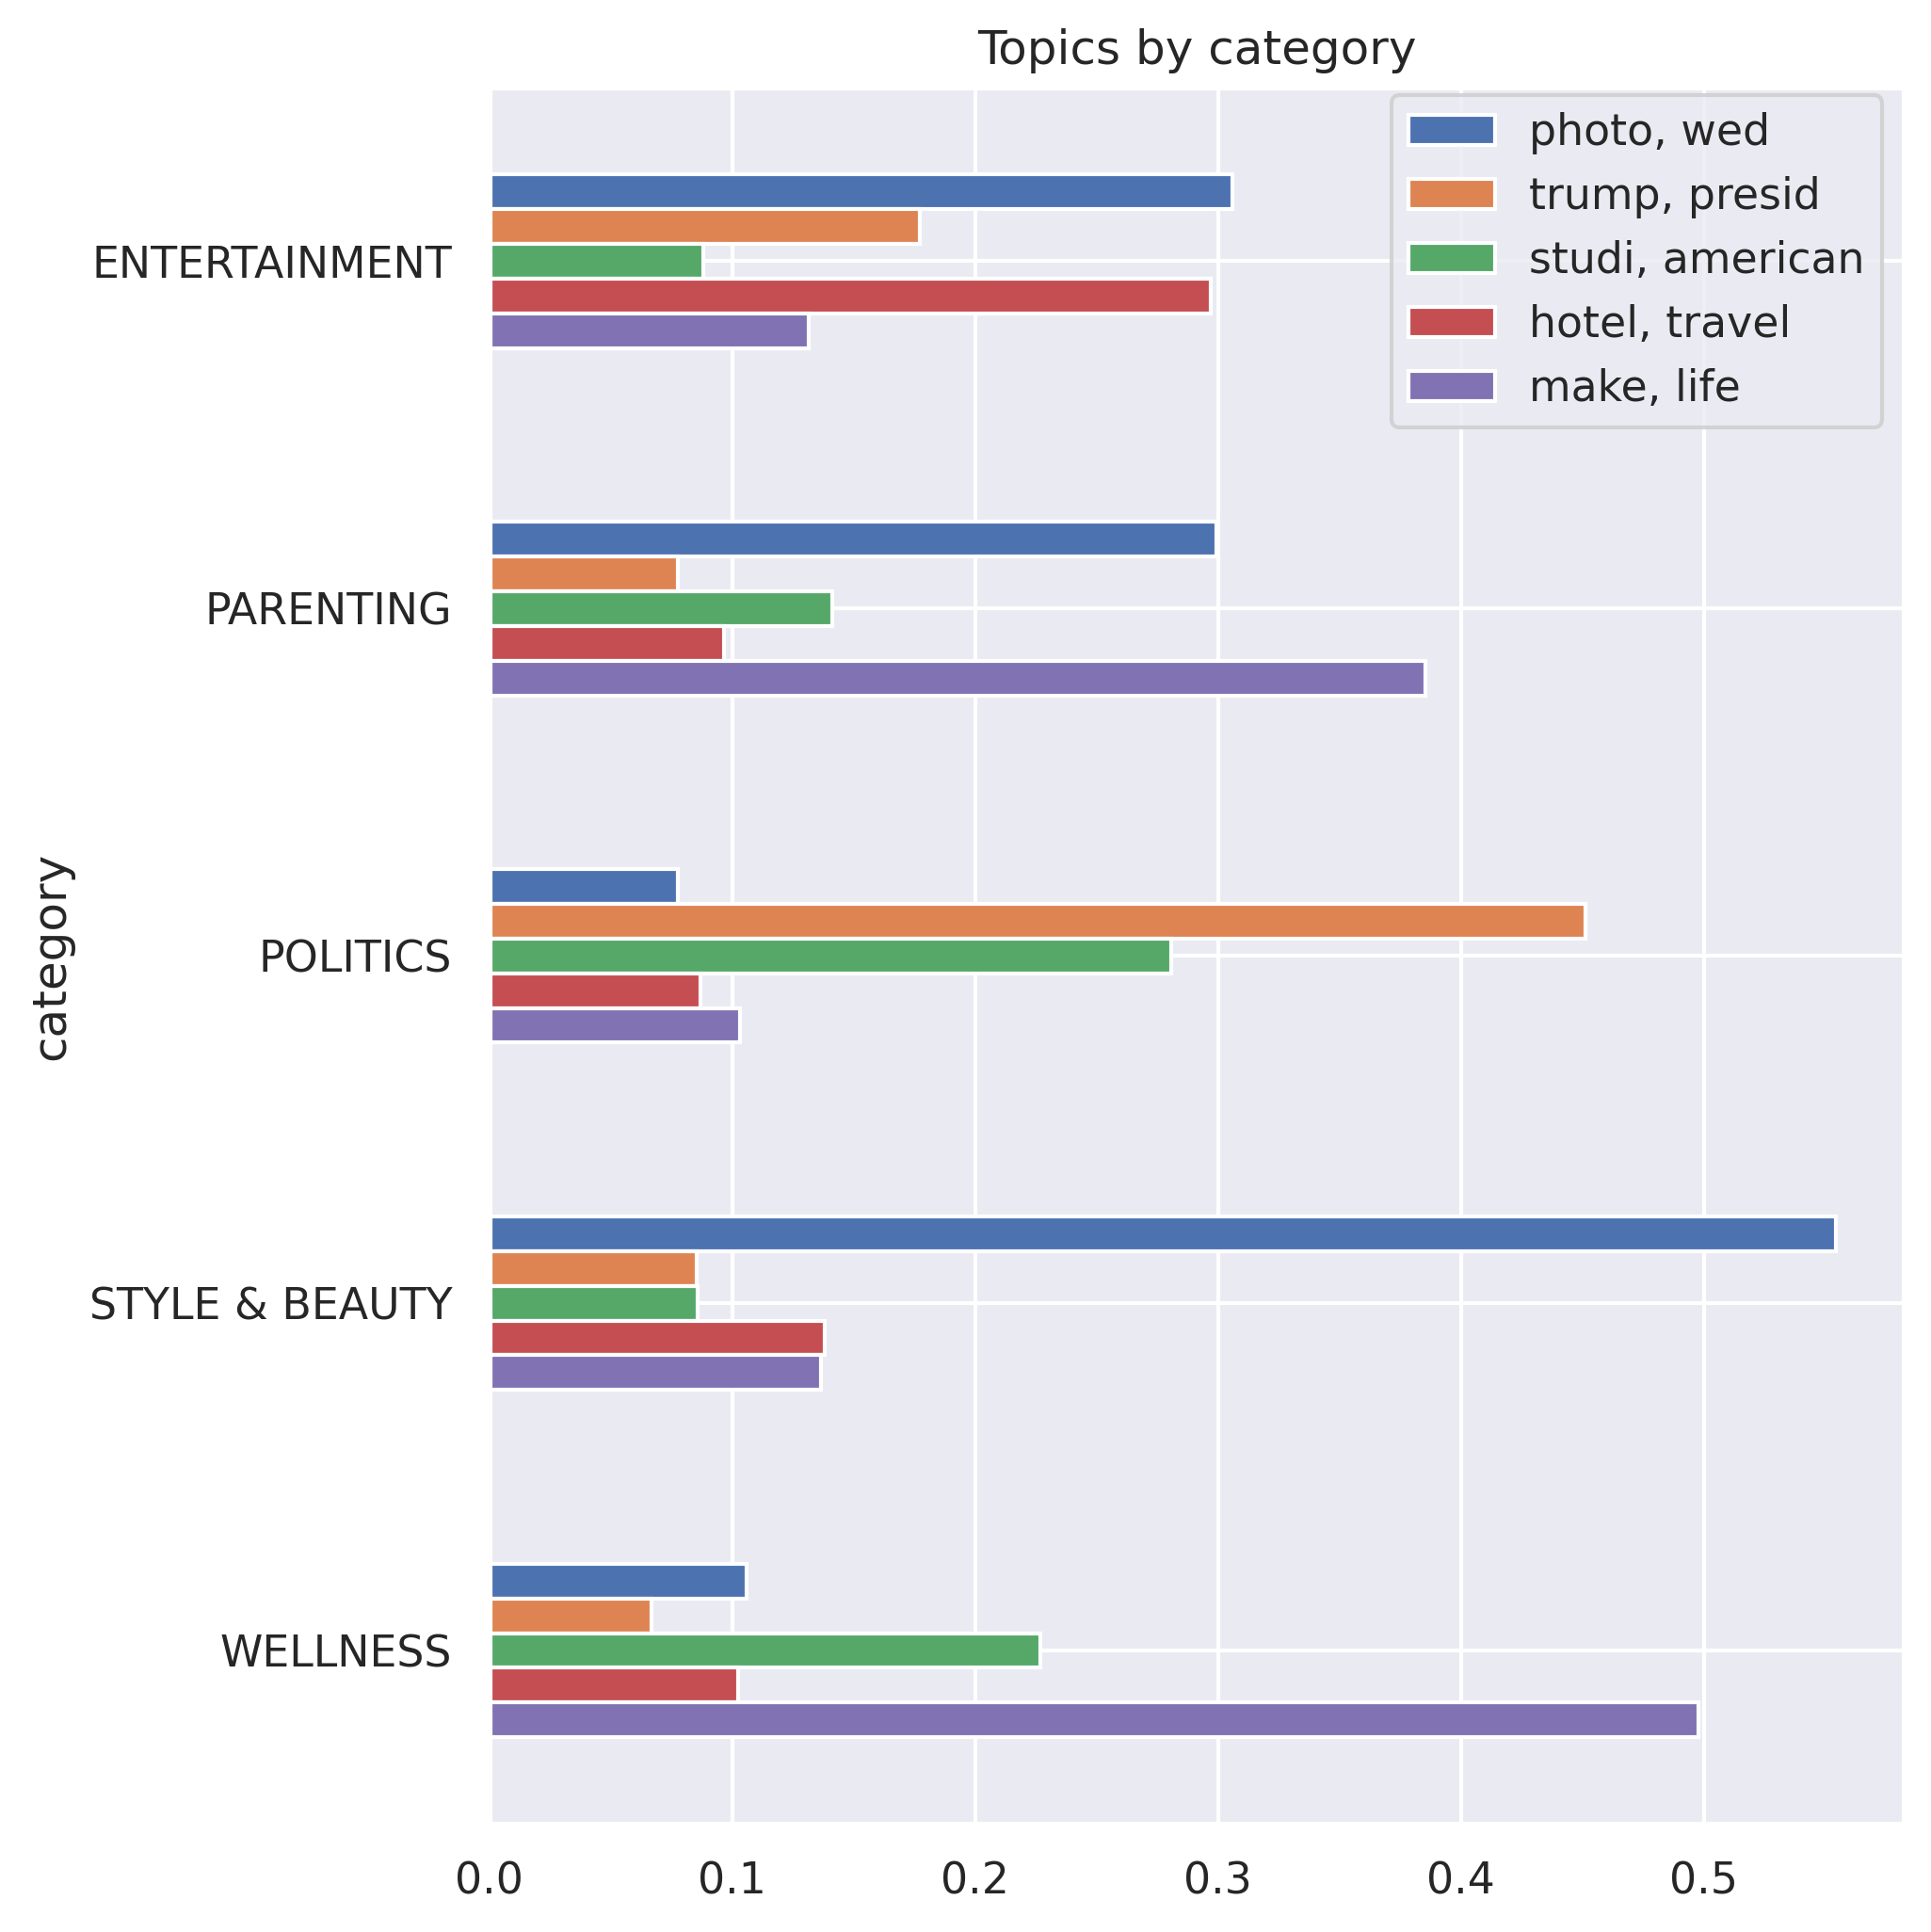 Topics by category
photo, wed
trump, presid
studi, american
hotel, travel
make, life
category
ENTERTAINMENT
PARENTING
POLITICS
STYLE & BEAUTY
WELLNESS
0.0 0.1 0.2 0.3 0.4 0.5